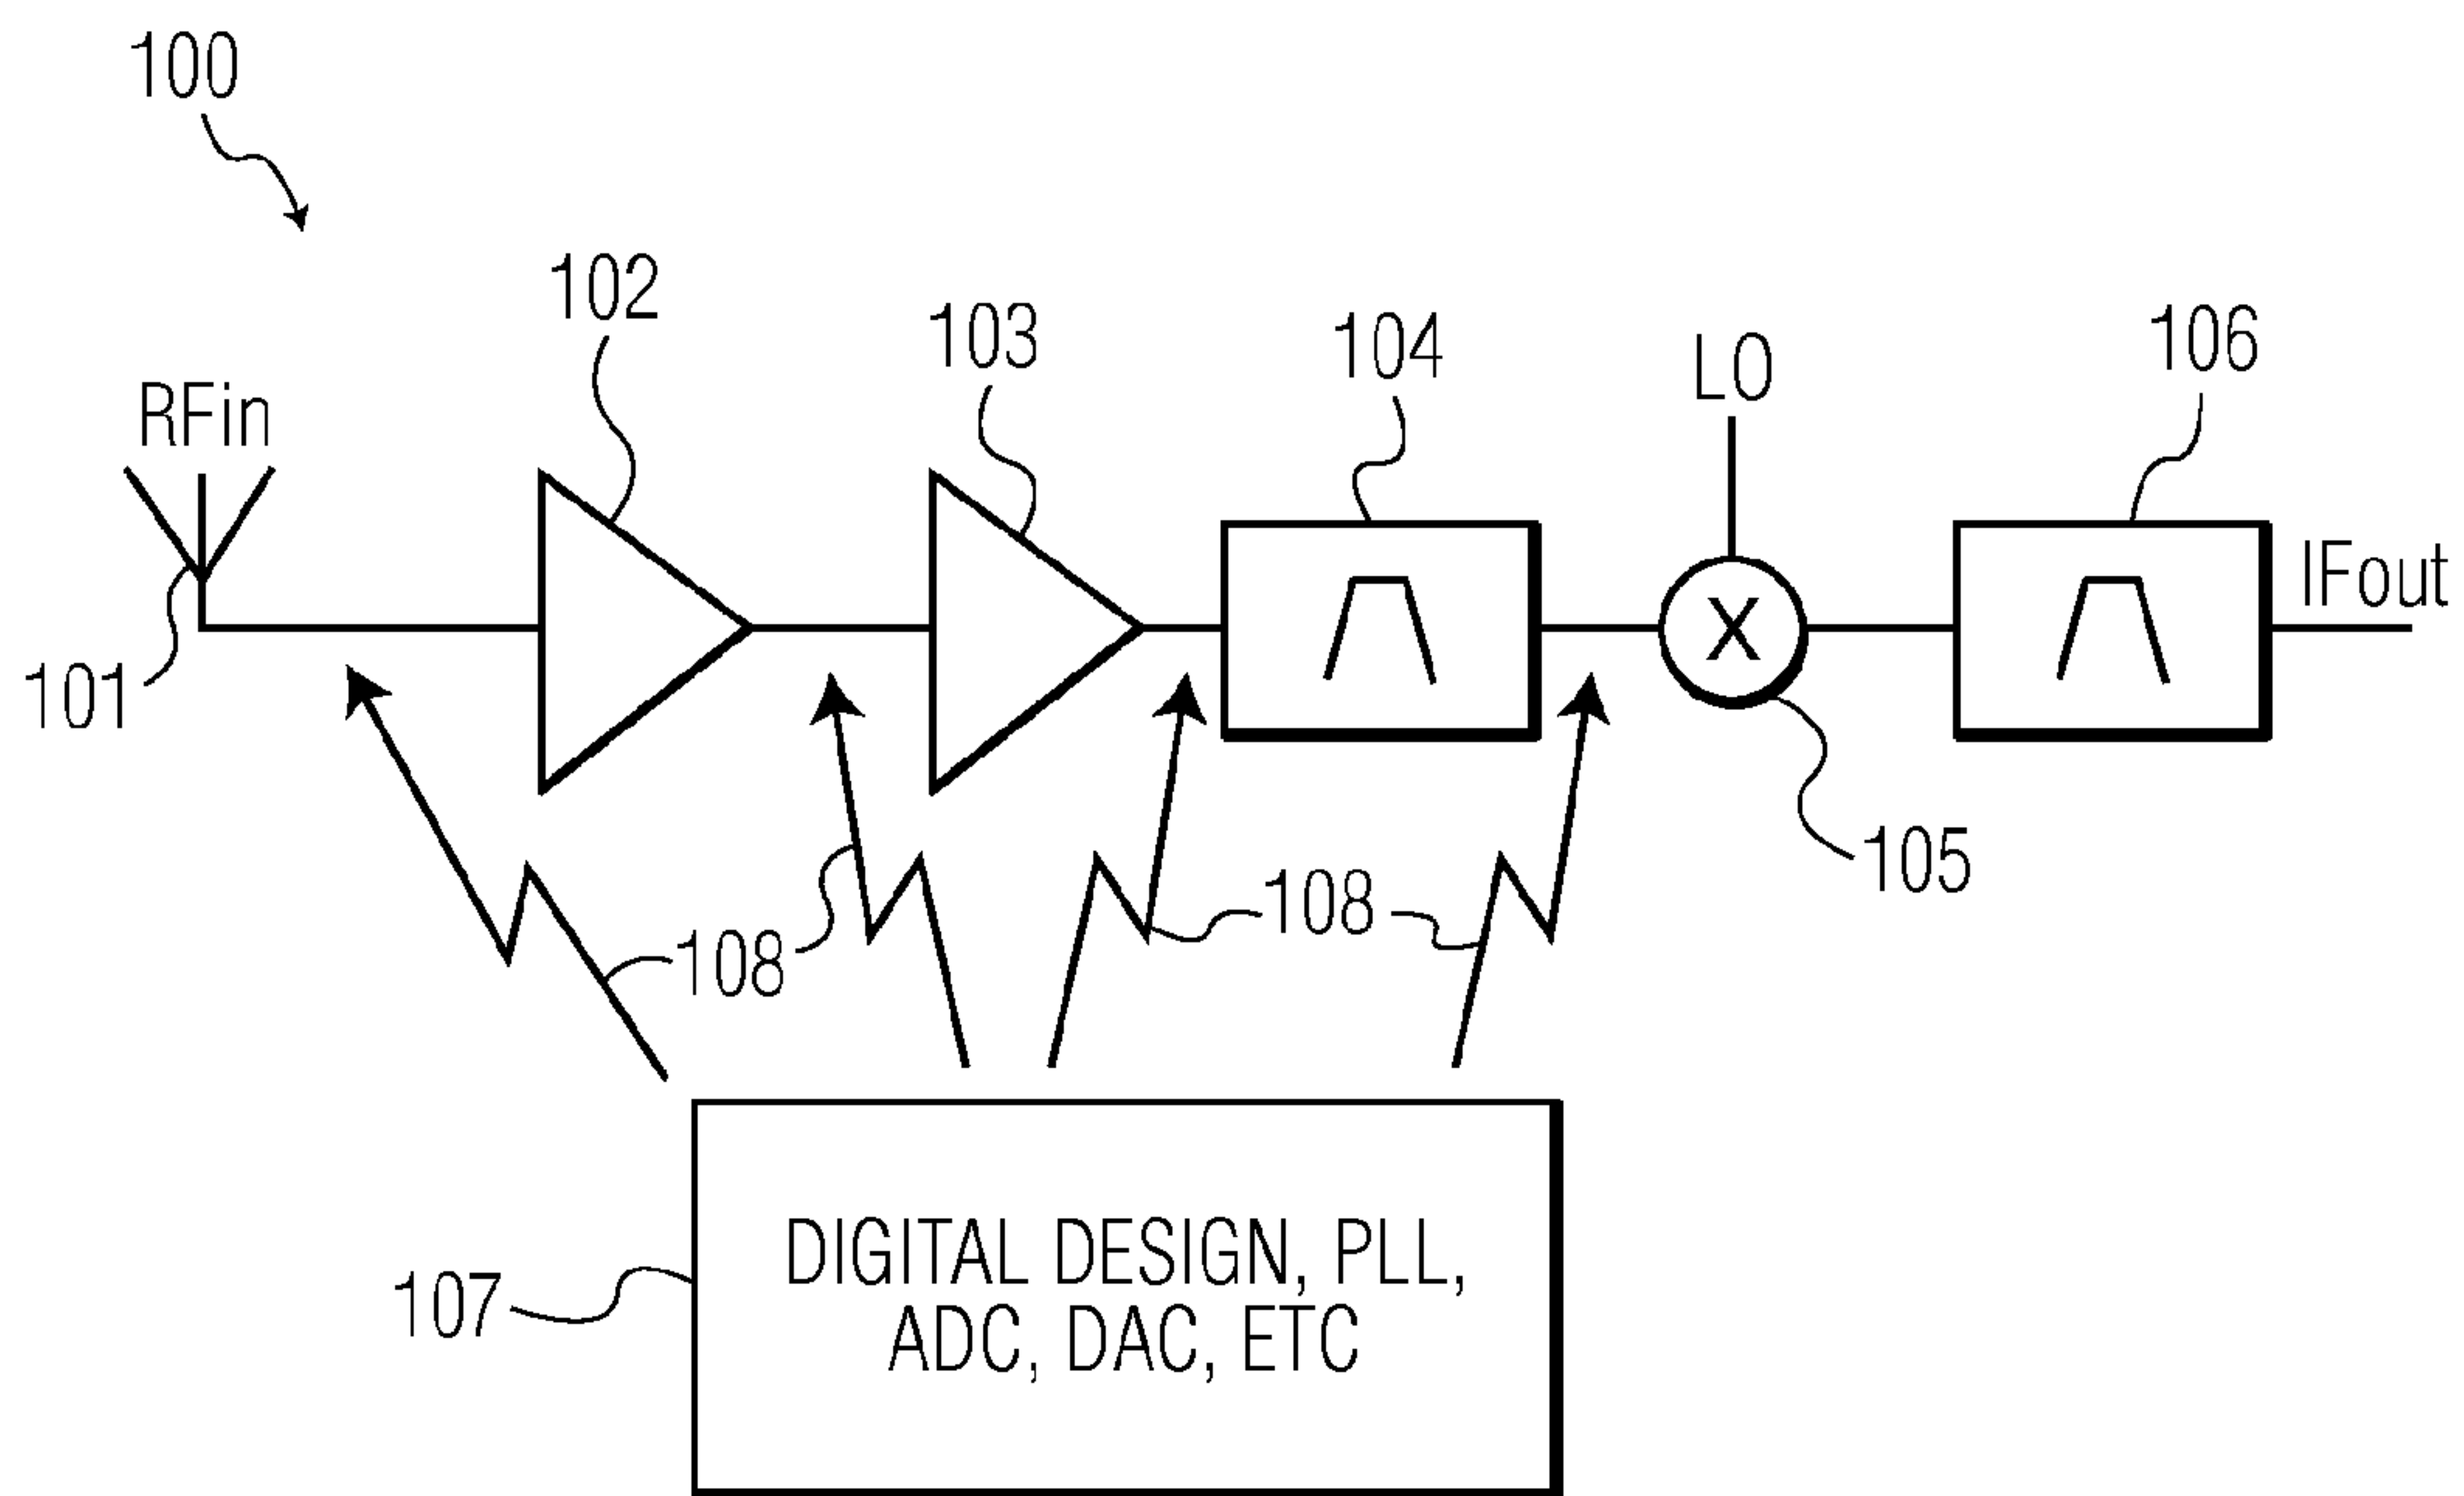 100
102
103
104
LO
106
RFin
IFout
101
105
108
108
107
DIGITAL DESIGN, PLL,
ADC, DAC, ETC
X